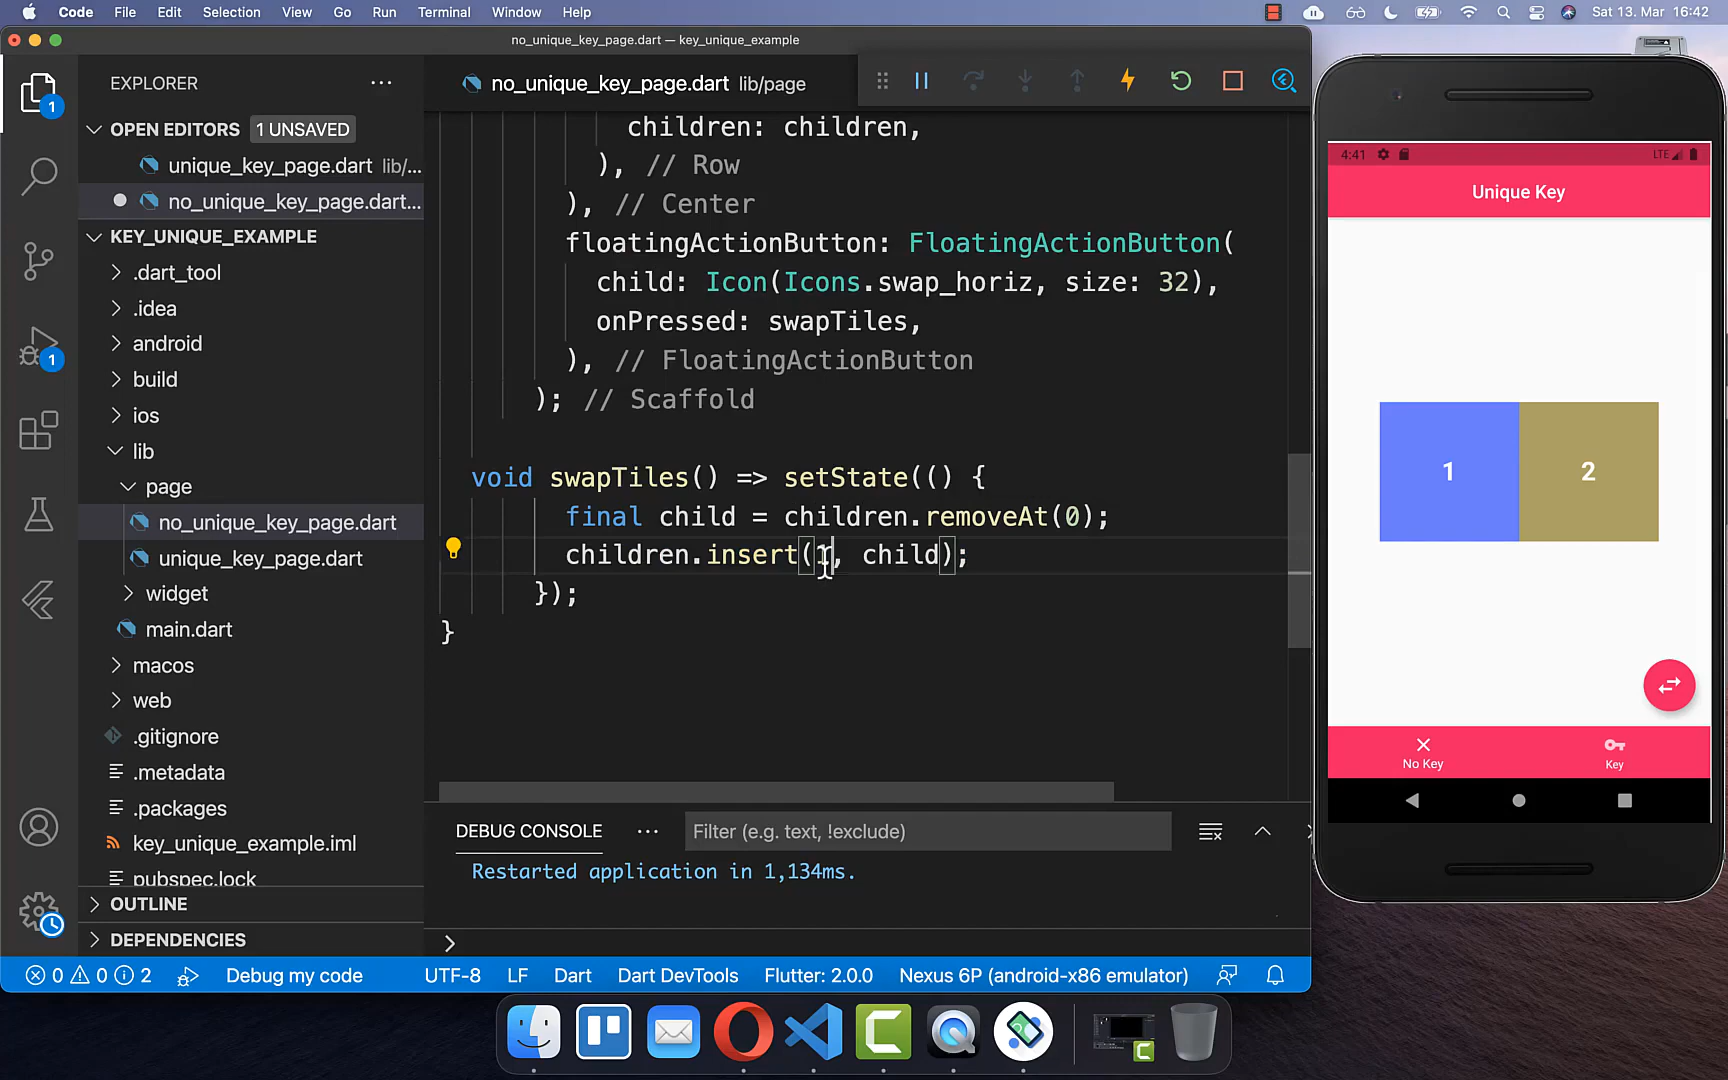 Code File Edit Selection View Go Run Terminal Window Help Sat 13. Mar 16:42
no_unique_key_page.dart — key_unique_example
EXPLORER
OPEN EDITORS 1 UNSAVED
unique_key_page.dart lib/...
no_unique_key_page.dart...
KEY_UNIQUE_EXAMPLE
.dart_tool
.idea
android
build
ios
lib
page
no_unique_key_page.dart
unique_key_page.dart
widget
main.dart
macos
web
.gitignore
.metadata
.packages
key_unique_example.iml
pubspec.lock
OUTLINE
DEPENDENCIES
1
1
no_unique_key_page.dart lib/page
children: children,
), // Row
), // Center
floatingActionButton: FloatingActionButton(
child: Icon(Icons.swap_horiz, size: 32),
onPressed: swapTiles,
), // FloatingActionButton
); // Scaffold
void swapTiles() => setState(() {
final child = children.removeAt(0);
children.insert(1, child);
});
}
DEBUG CONSOLE Filter (e.g. text, !exclude)
Restarted application in 1,134ms.
0 0 2 Debug my code UTF-8 LF Dart Dart DevTools Flutter: 2.0.0 Nexus 6P (android-x86 emulator)
4:41 LTE
Unique Key
1 2
No Key Key